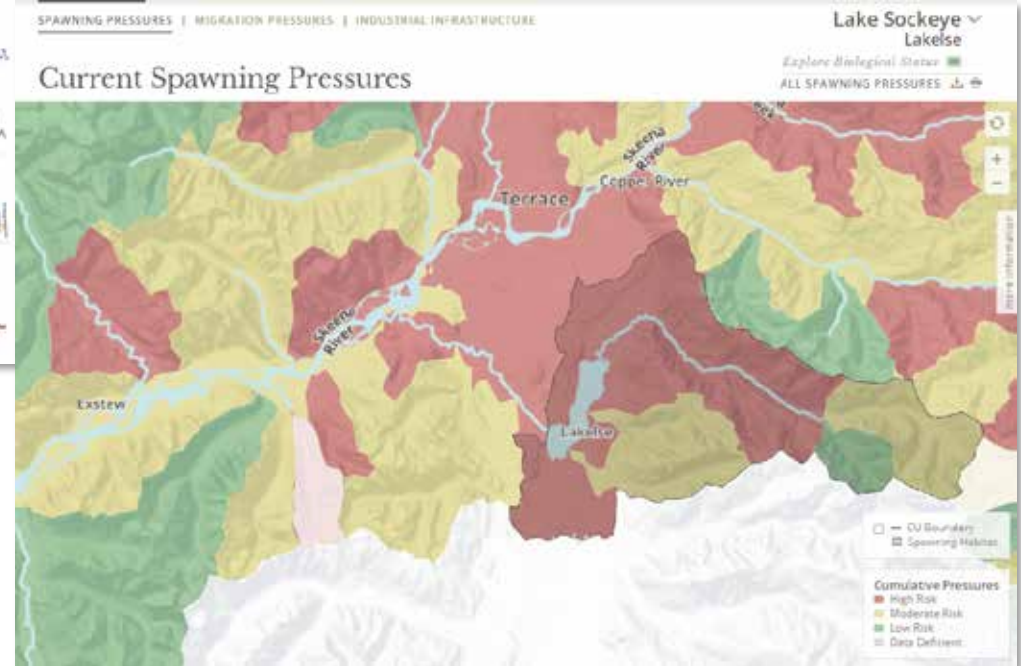 SPAWNING PRESSURES | MIGRATION PRESSURES | INDUSTRIAL INFRASTRUCTURE
Lake Sockeye
Lakelse
Explore Biological Status
Current Spawning Pressures
ALL SPAWNING PRESSURES
Skeena
River
Copper River
Terrace
+
−
more information
Skeena
River
Exstew
Lakelse
CU Boundary
Spawning Habitat
Cumulative Pressures
High Risk
Moderate Risk
Low Risk
Data Deficient